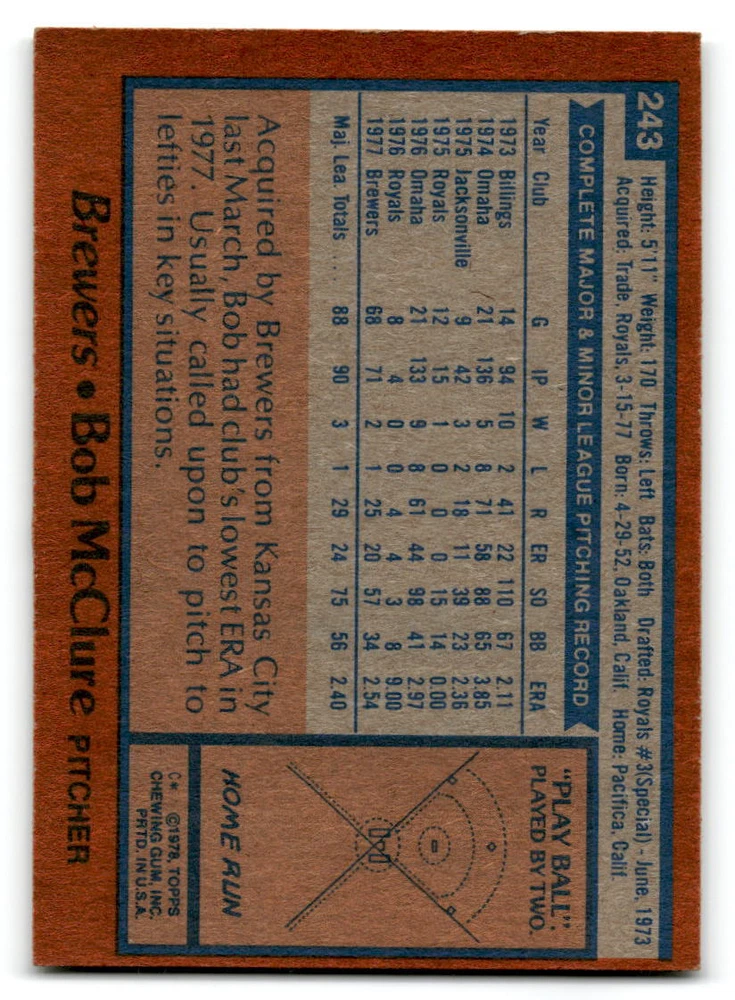 243
Height: 5'11" Weight: 170 Throws: Left Bats: Both Drafted: Royals #3(Special) - June, 1973
Acquired: Trade, Royals, 3-15-77 Born: 4-29-52, Oakland, Calif. Home: Pacifica, Calif.
COMPLETE MAJOR & MINOR LEAGUE PITCHING RECORD
Year Club G IP W L R ER SO BB ERA
1973 Billings 14 94 10 2 41 22 110 67 2.11
1974 Omaha 21 136 5 8 71 58 88 65 3.85
1975 Jacksonville 9 42 3 2 18 11 39 23 2.36
1975 Royals 12 15 1 0 0 0 15 14 0.00
1976 Omaha 21 133 9 8 61 44 98 41 2.97
1976 Royals 8 4 0 0 4 4 3 8 9.00
1977 Brewers 68 71 2 1 25 20 57 34 2.54
Maj. Lea. Totals ... 88 90 3 1 29 24 75 56 2.40
Acquired by Brewers from Kansas City
last March, Bob had club's lowest ERA in
1977. Usually called upon to pitch to
lefties in key situations.
"PLAY BALL".
PLAYED BY TWO.
HOME RUN
C* ©1978, TOPPS
CHEWING GUM, INC.
PRTD. IN U.S.A.
Brewers • Bob McClure PITCHER